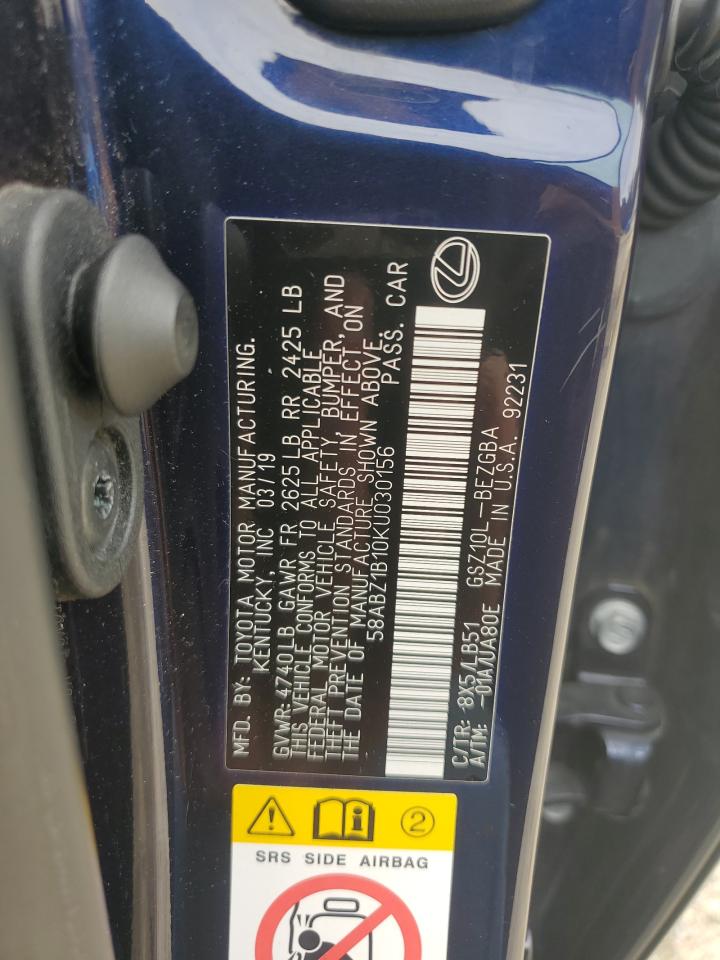 MFD. BY: TOYOTA MOTOR MANUFACTURING.
KENTUCKY, INC 03/19
GVWR: 4740LB GAWR FR 2625LB RR 2425 LB
THIS VEHICLE CONFORMS TO ALL APPLICABLE
FEDERAL MOTOR VEHICLE SAFETY, BUMPER, AND
THEFT PREVENTION STANDARDS IN EFFECT ON
THE DATE OF MANUFACTURE SHOWN ABOVE.
58ABZ1B10KU030156 PASS. CAR
C/TR: 8X5/LB51 GSZ10L-BEZGBA
A/TM: -01A/UA80E MADE IN U.S.A. 92231
2
SRS SIDE AIRBAG